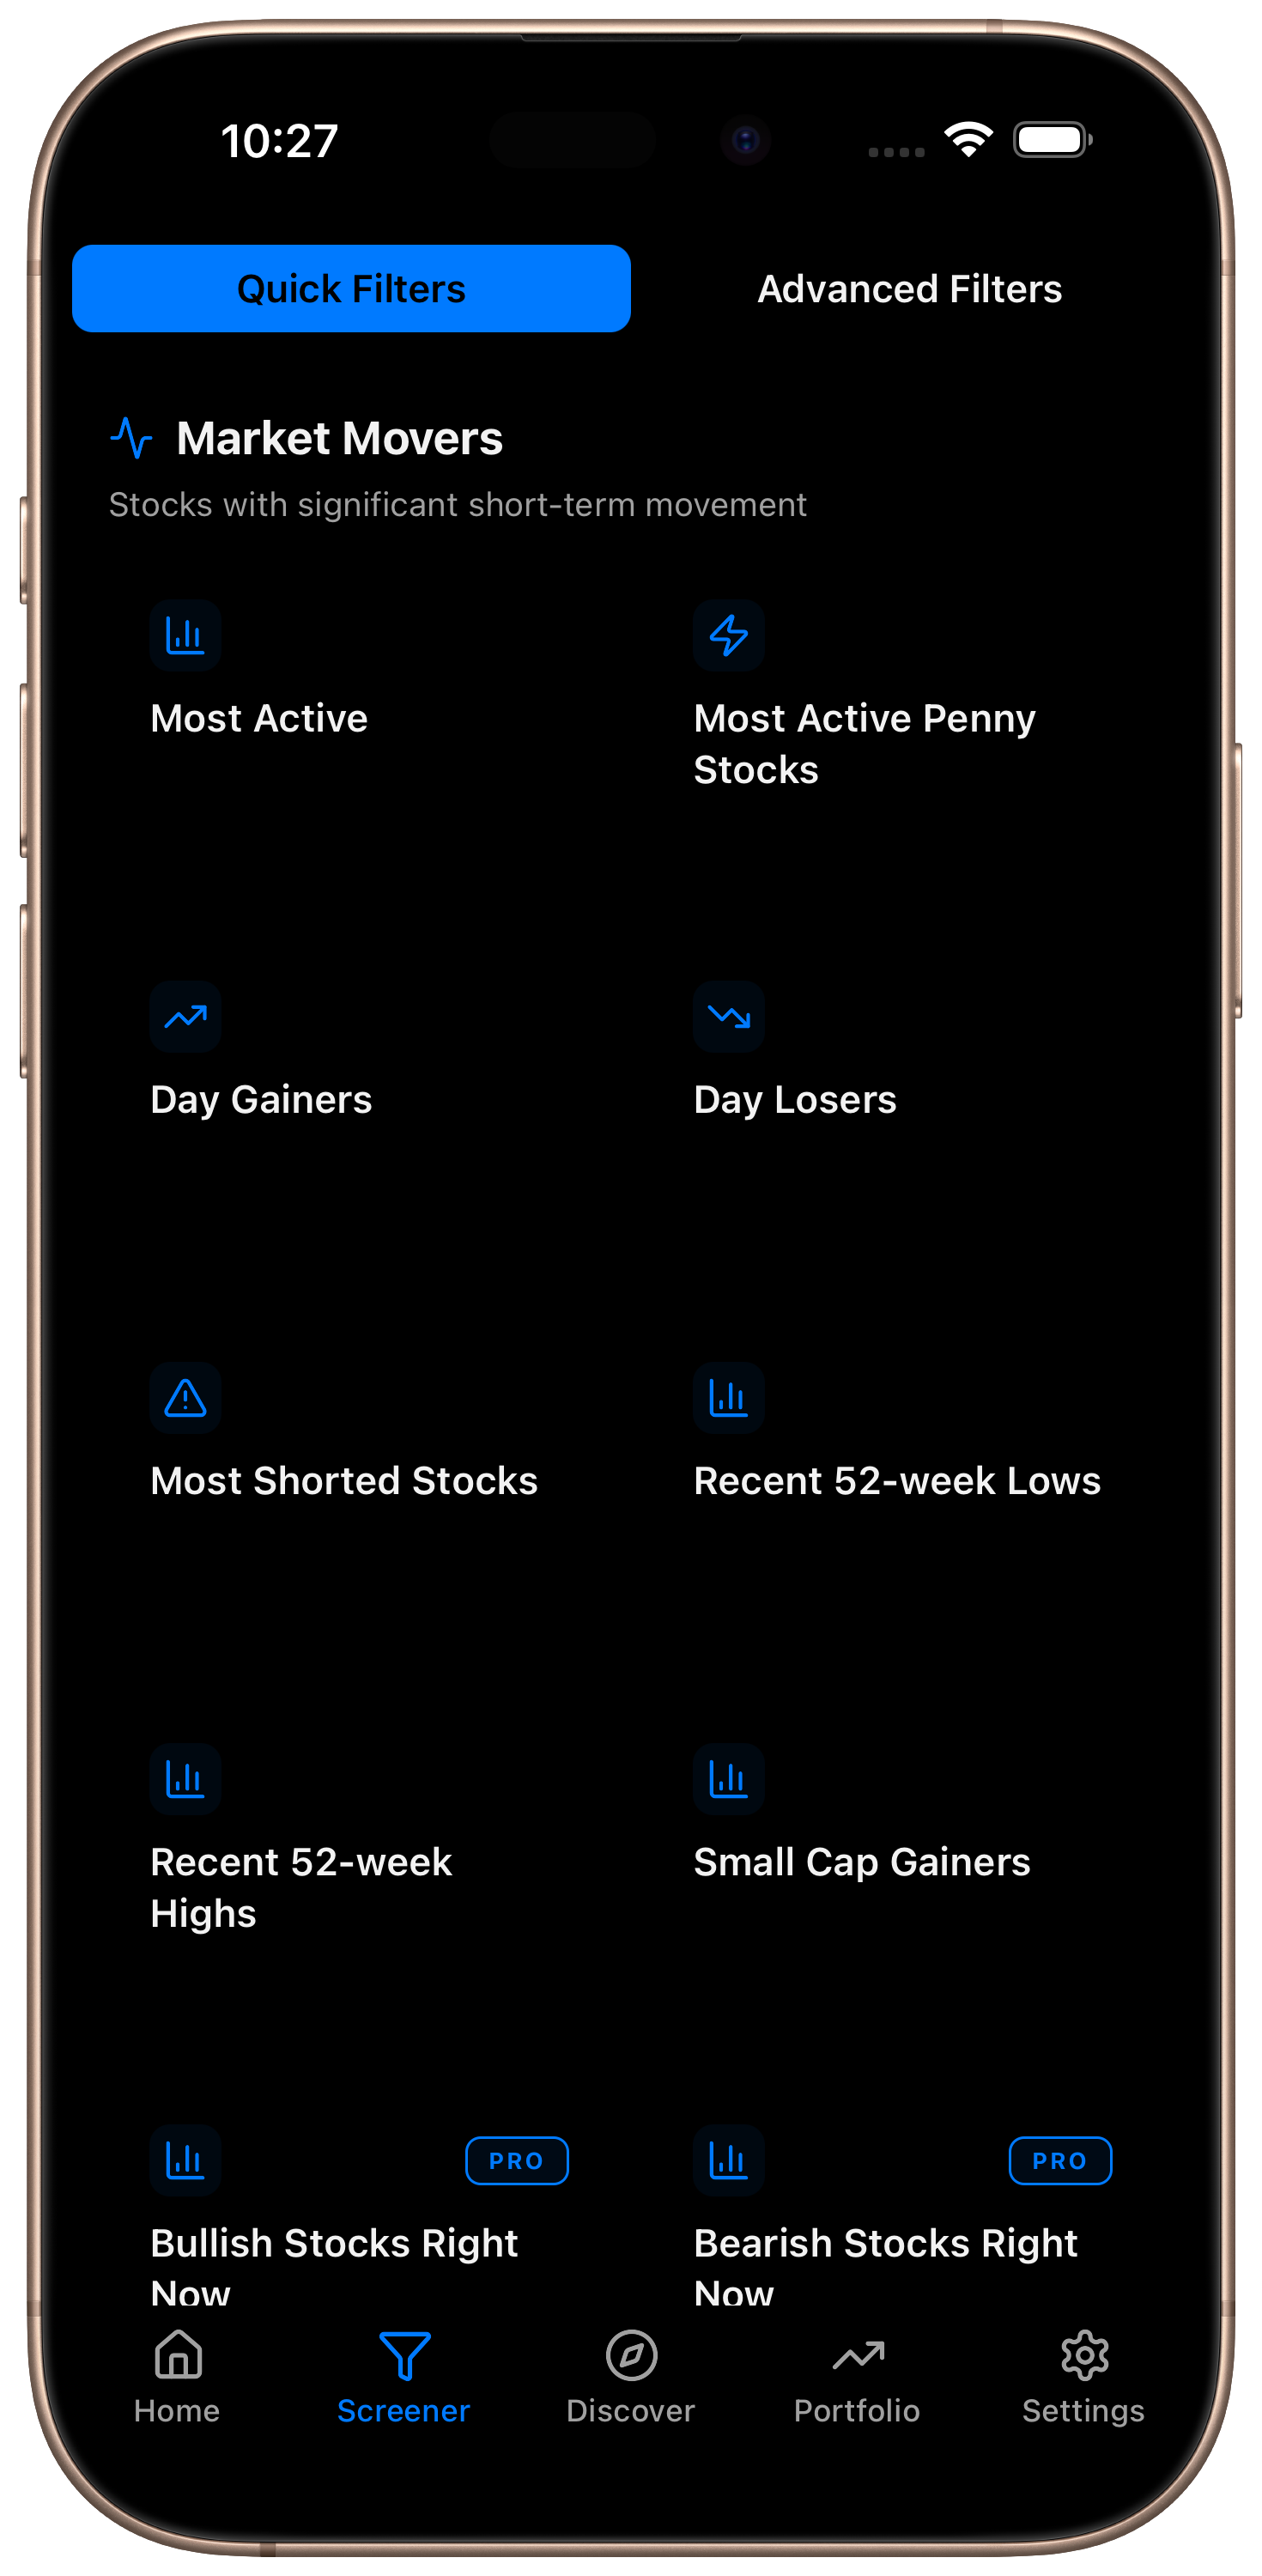 10:27
Quick Filters
Advanced Filters
Market Movers
Stocks with significant short-term movement
Most Active
Most Active Penny
Stocks
Day Gainers
Day Losers
Most Shorted Stocks
Recent 52-week Lows
Recent 52-week
Highs
Small Cap Gainers
PRO
Bullish Stocks Right
Now
PRO
Bearish Stocks Right
Now
Home
Screener
Discover
Portfolio
Settings